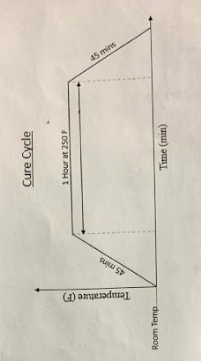 Cure Cycle
Temperature (F)
45 mins
1 Hour at 250 F
45 mins
Room Temp
Time (min)